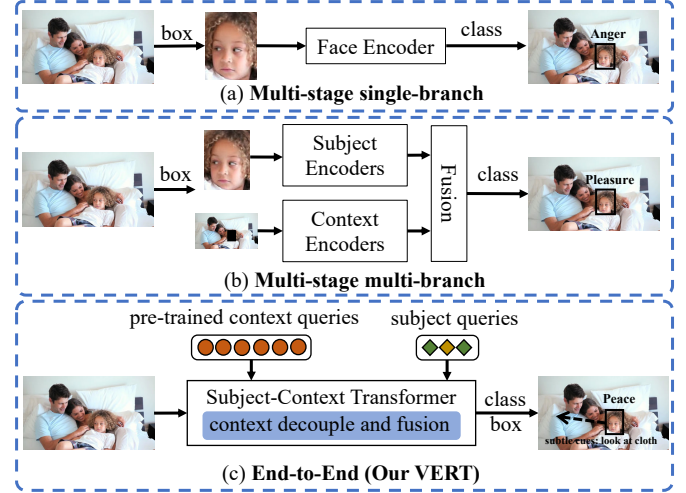 box
Face Encoder
class
Anger
(a) Multi-stage single-branch
box
Subject
Encoders
Context
Encoders
Fusion
class
Pleasure
(b) Multi-stage multi-branch
pre-trained context queries
subject queries
Subject-Context Transformer
context decouple and fusion
class
box
Peace
subtle cues: look at cloth
(c) End-to-End (Our VERT)